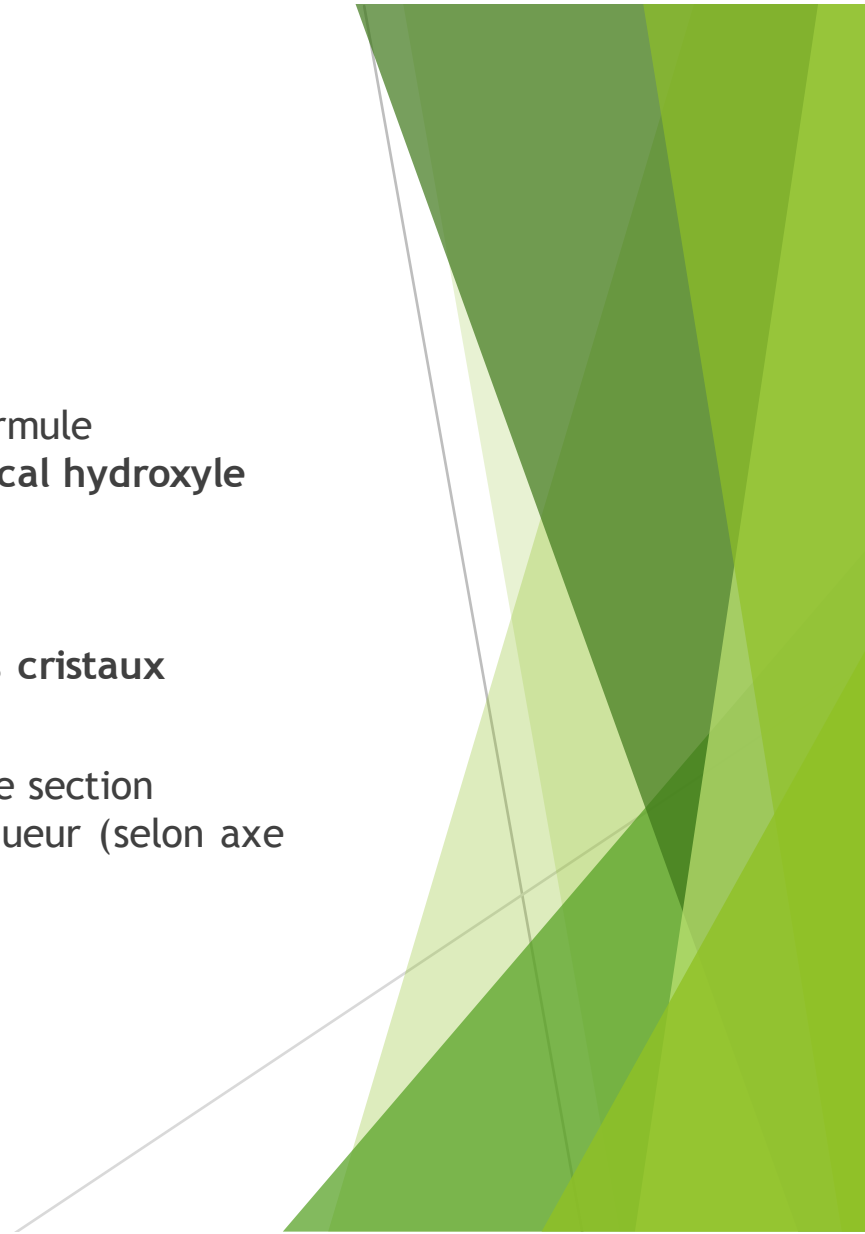 rmule
cal hydroxyle
cristaux
e section
ueur (selon axe